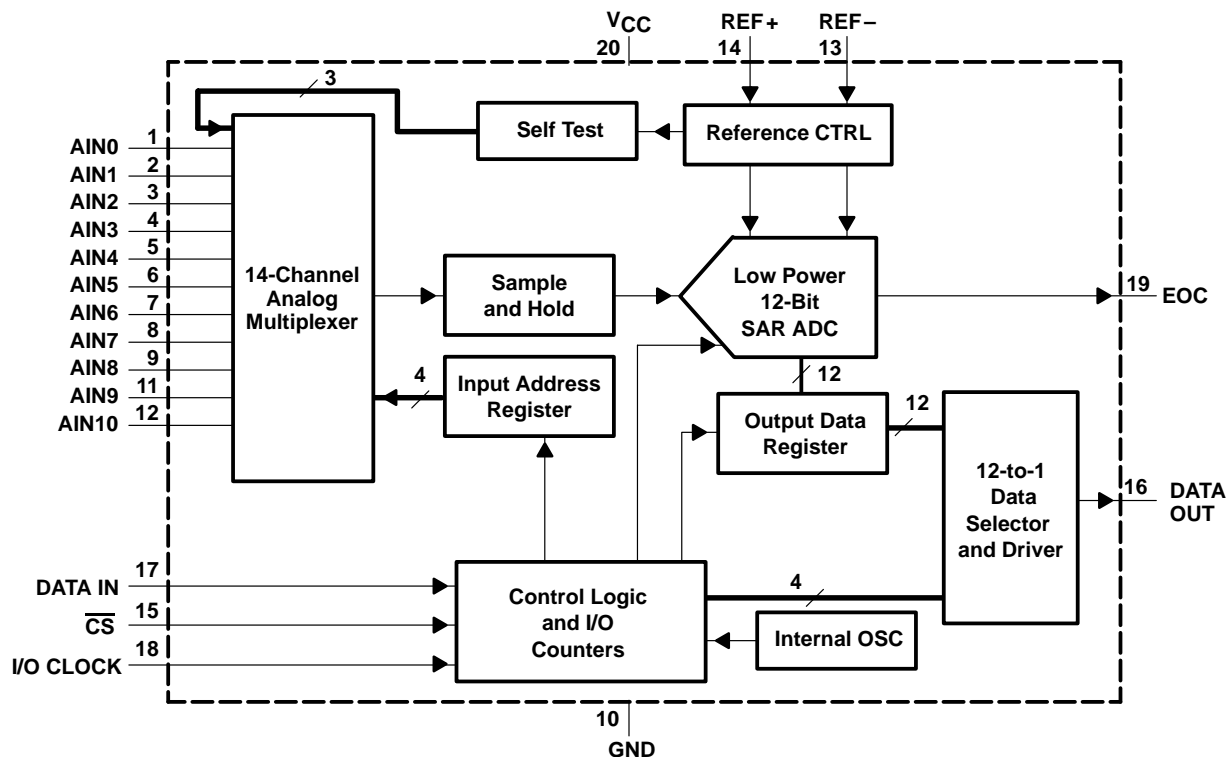 VCC
REF+
REF−
20
14
13
3
Self Test
Reference CTRL
AIN0
1
AIN1
2
AIN2
3
AIN3
4
AIN4
5
AIN5
6
AIN6
7
AIN7
8
AIN8
9
AIN9
11
AIN10
12
14-Channel
Analog
Multiplexer
Sample
and Hold
Low Power
12-Bit
SAR ADC
19
EOC
4
Input Address
Register
12
Output Data
Register
12
12-to-1
Data
Selector
and Driver
16
DATA
OUT
DATA IN
17
CS
15
I/O CLOCK
18
Control Logic
and I/O
Counters
4
Internal OSC
10
GND